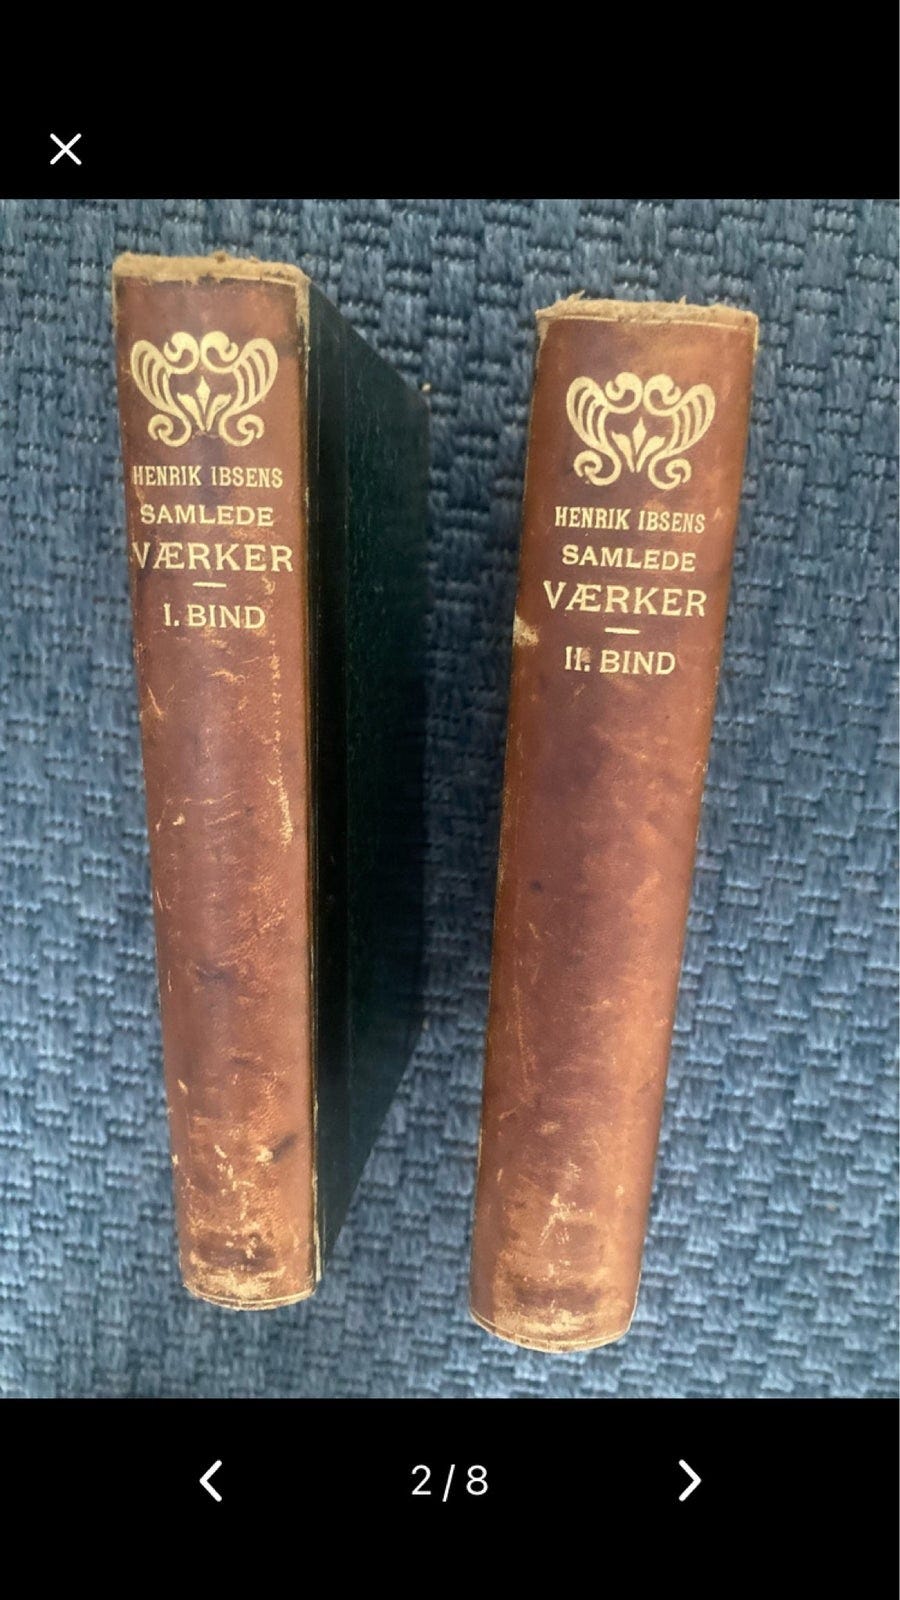 HENRIK IBSENS
SAMLEDE
VÆRKER
I. BIND
HENRIK IBSENS
SAMLEDE
VÆRKER
II. BIND
2 / 8